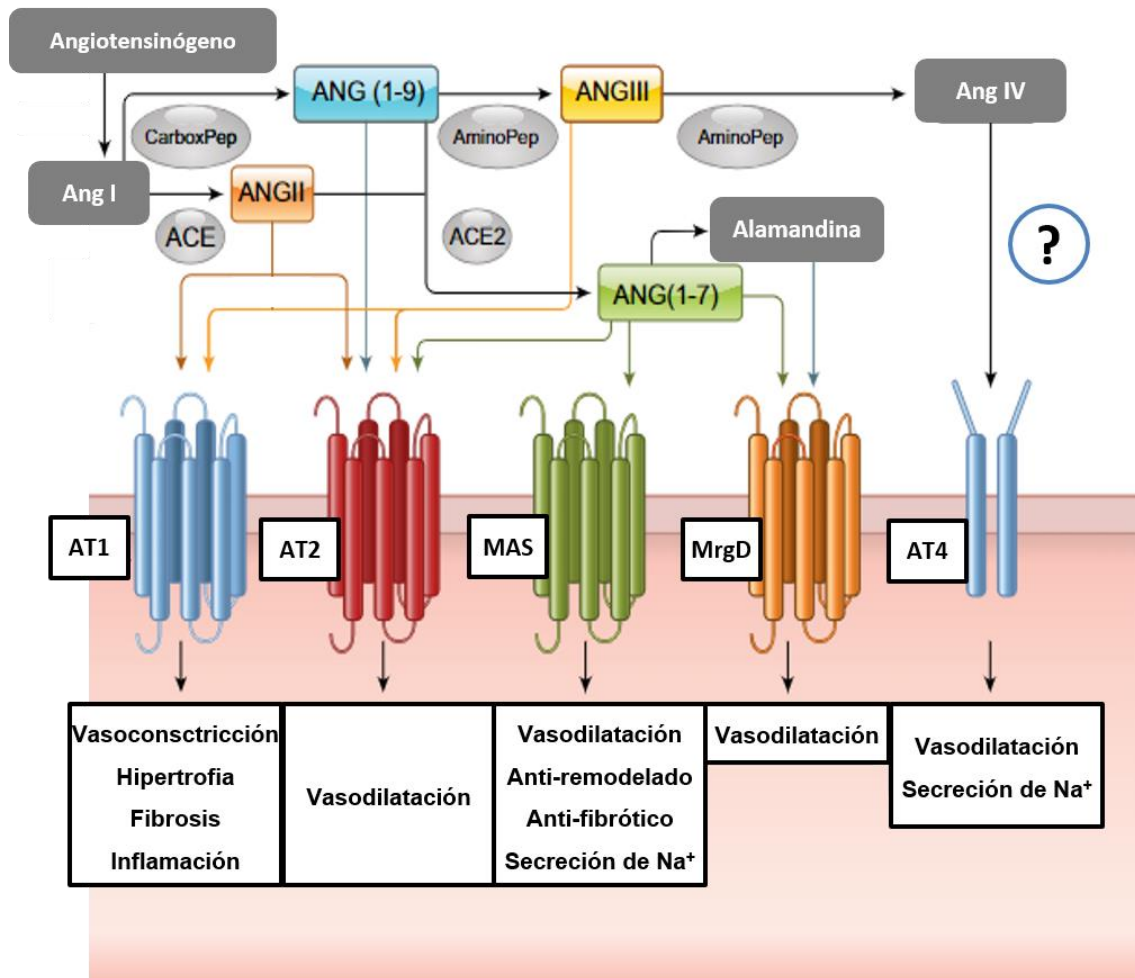 Angiotensinógeno
ANG (1-9)
ANGIII
Ang IV
CarboxPep
AminoPep
AminoPep
Ang I
ANGII
ACE
ACE2
Alamandina
?
ANG(1-7)
AT1
AT2
MAS
MrgD
AT4
Vasoconsctricción
Hipertrofia
Fibrosis
Inflamación
Vasodilatación
Vasodilatación
Anti-remodelado
Anti-fibrótico
Secreción de Na⁺
Vasodilatación
Vasodilatación
Secreción de Na⁺